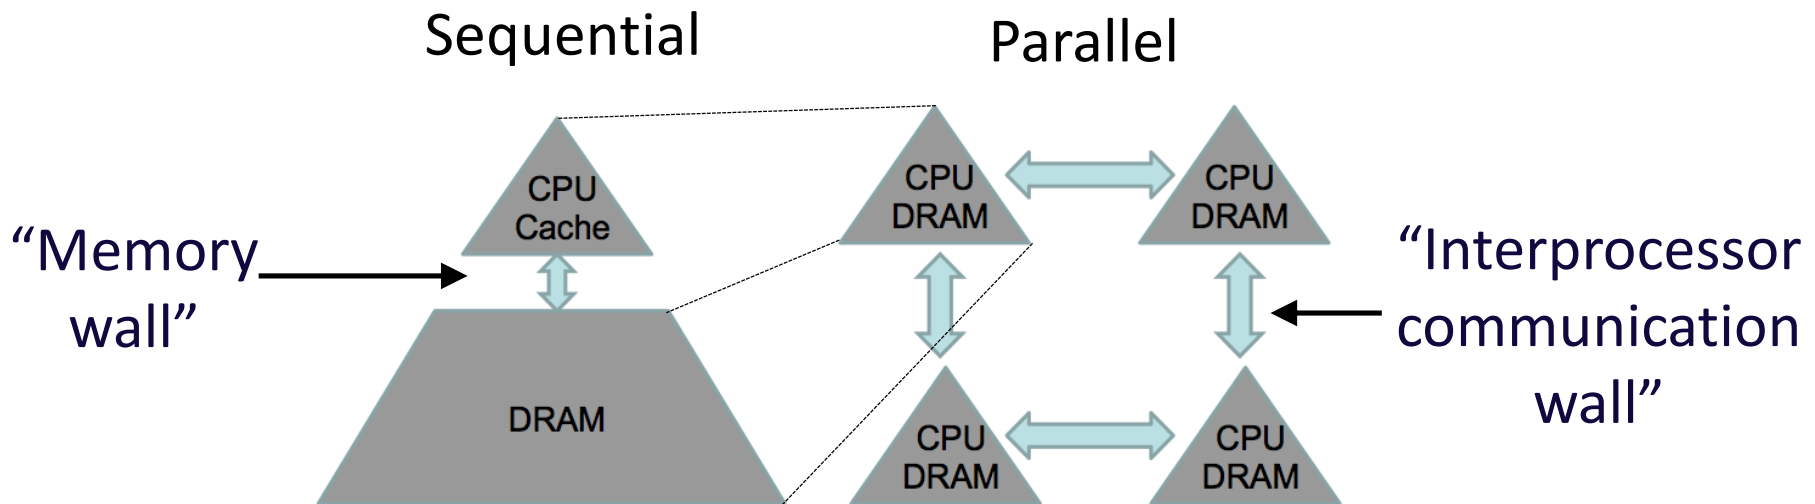 Sequential
Parallel
CPU
Cache
DRAM
“Memory
wall”
CPU
DRAM
CPU
DRAM
CPU
DRAM
CPU
DRAM
“Interprocessor
communication
wall”